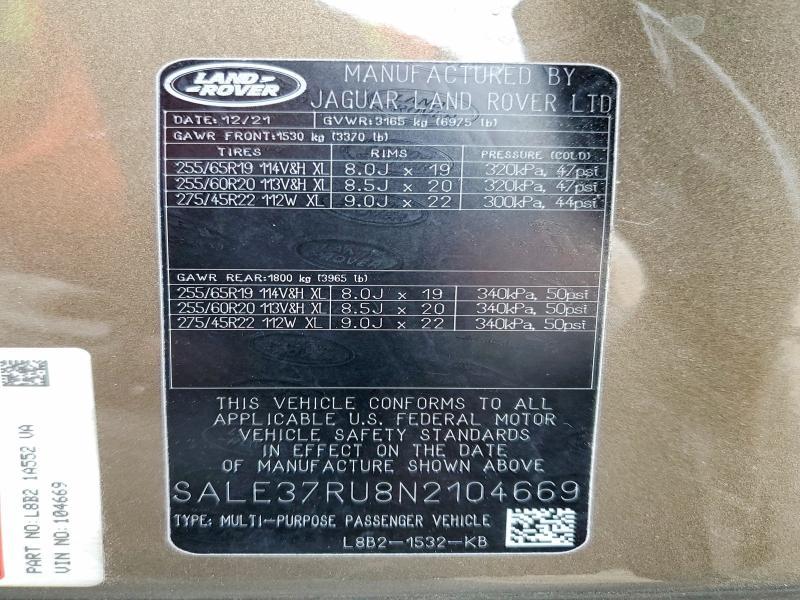 LAND ROVER
MANUFACTURED BY
JAGUAR LAND ROVER LTD
DATE: 12/21 GVWR: 3165 kg (6975 lb)
GAWR FRONT: 1530 kg (3370 lb)
TIRES RIMS PRESSURE (COLD)
255/65R19 114V&H XL 8.0J x 19 320kPa, 47psi
255/60R20 113V&H XL 8.5J x 20 320kPa, 47psi
275/45R22 112W XL 9.0J x 22 300kPa, 44psi
GAWR REAR: 1800 kg (3965 lb)
255/65R19 114V&H XL 8.0J x 19 340kPa, 50psi
255/60R20 113V&H XL 8.5J x 20 340kPa, 50psi
275/45R22 112W XL 9.0J x 22 340kPa, 50psi
THIS VEHICLE CONFORMS TO ALL
APPLICABLE U.S. FEDERAL MOTOR
VEHICLE SAFETY STANDARDS
IN EFFECT ON THE DATE
OF MANUFACTURE SHOWN ABOVE
SALE37RU8N2104669
TYPE: MULTI-PURPOSE PASSENGER VEHICLE
L8B2-1532-KB
PART NO: L8B2 1A552 VA
VIN NO: 104669